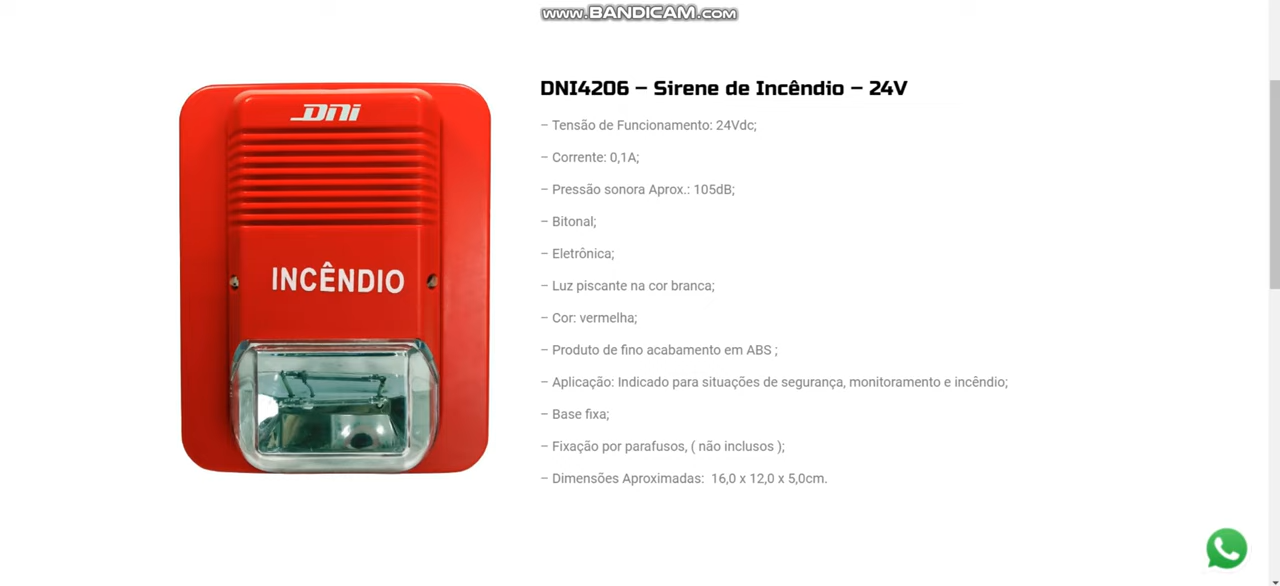 www.BANDICAM.com
DNi
INCÊNDIO
DNI4206 – Sirene de Incêndio – 24V
– Tensão de Funcionamento: 24Vdc;
– Corrente: 0,1A;
– Pressão sonora Aprox.: 105dB;
– Bitonal;
– Eletrônica;
– Luz piscante na cor branca;
– Cor: vermelha;
– Produto de fino acabamento em ABS ;
– Aplicação: Indicado para situações de segurança, monitoramento e incêndio;
– Base fixa;
– Fixação por parafusos, ( não inclusos );
– Dimensões Aproximadas:  16,0 x 12,0 x 5,0cm.